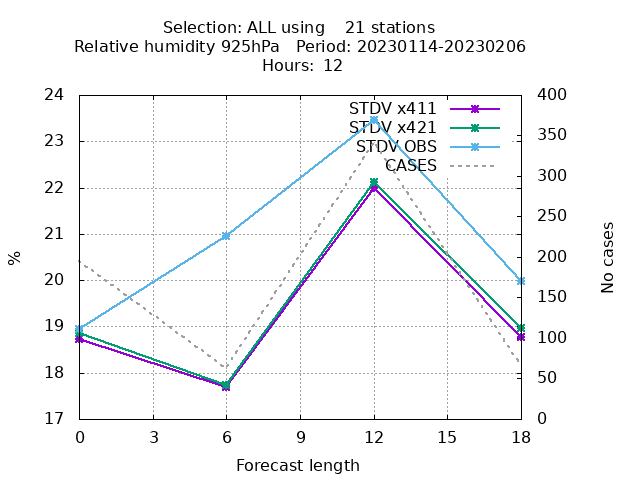 Selection: ALL using    21 stations
Relative humidity 925hPa   Period: 20230114-20230206
Hours:  12
STDV x411
STDV x421
STDV OBS
CASES
24
23
22
21
20
19
18
17
%
400
350
300
250
200
150
100
50
0
No cases
0 3 6 9 12 15 18
Forecast length